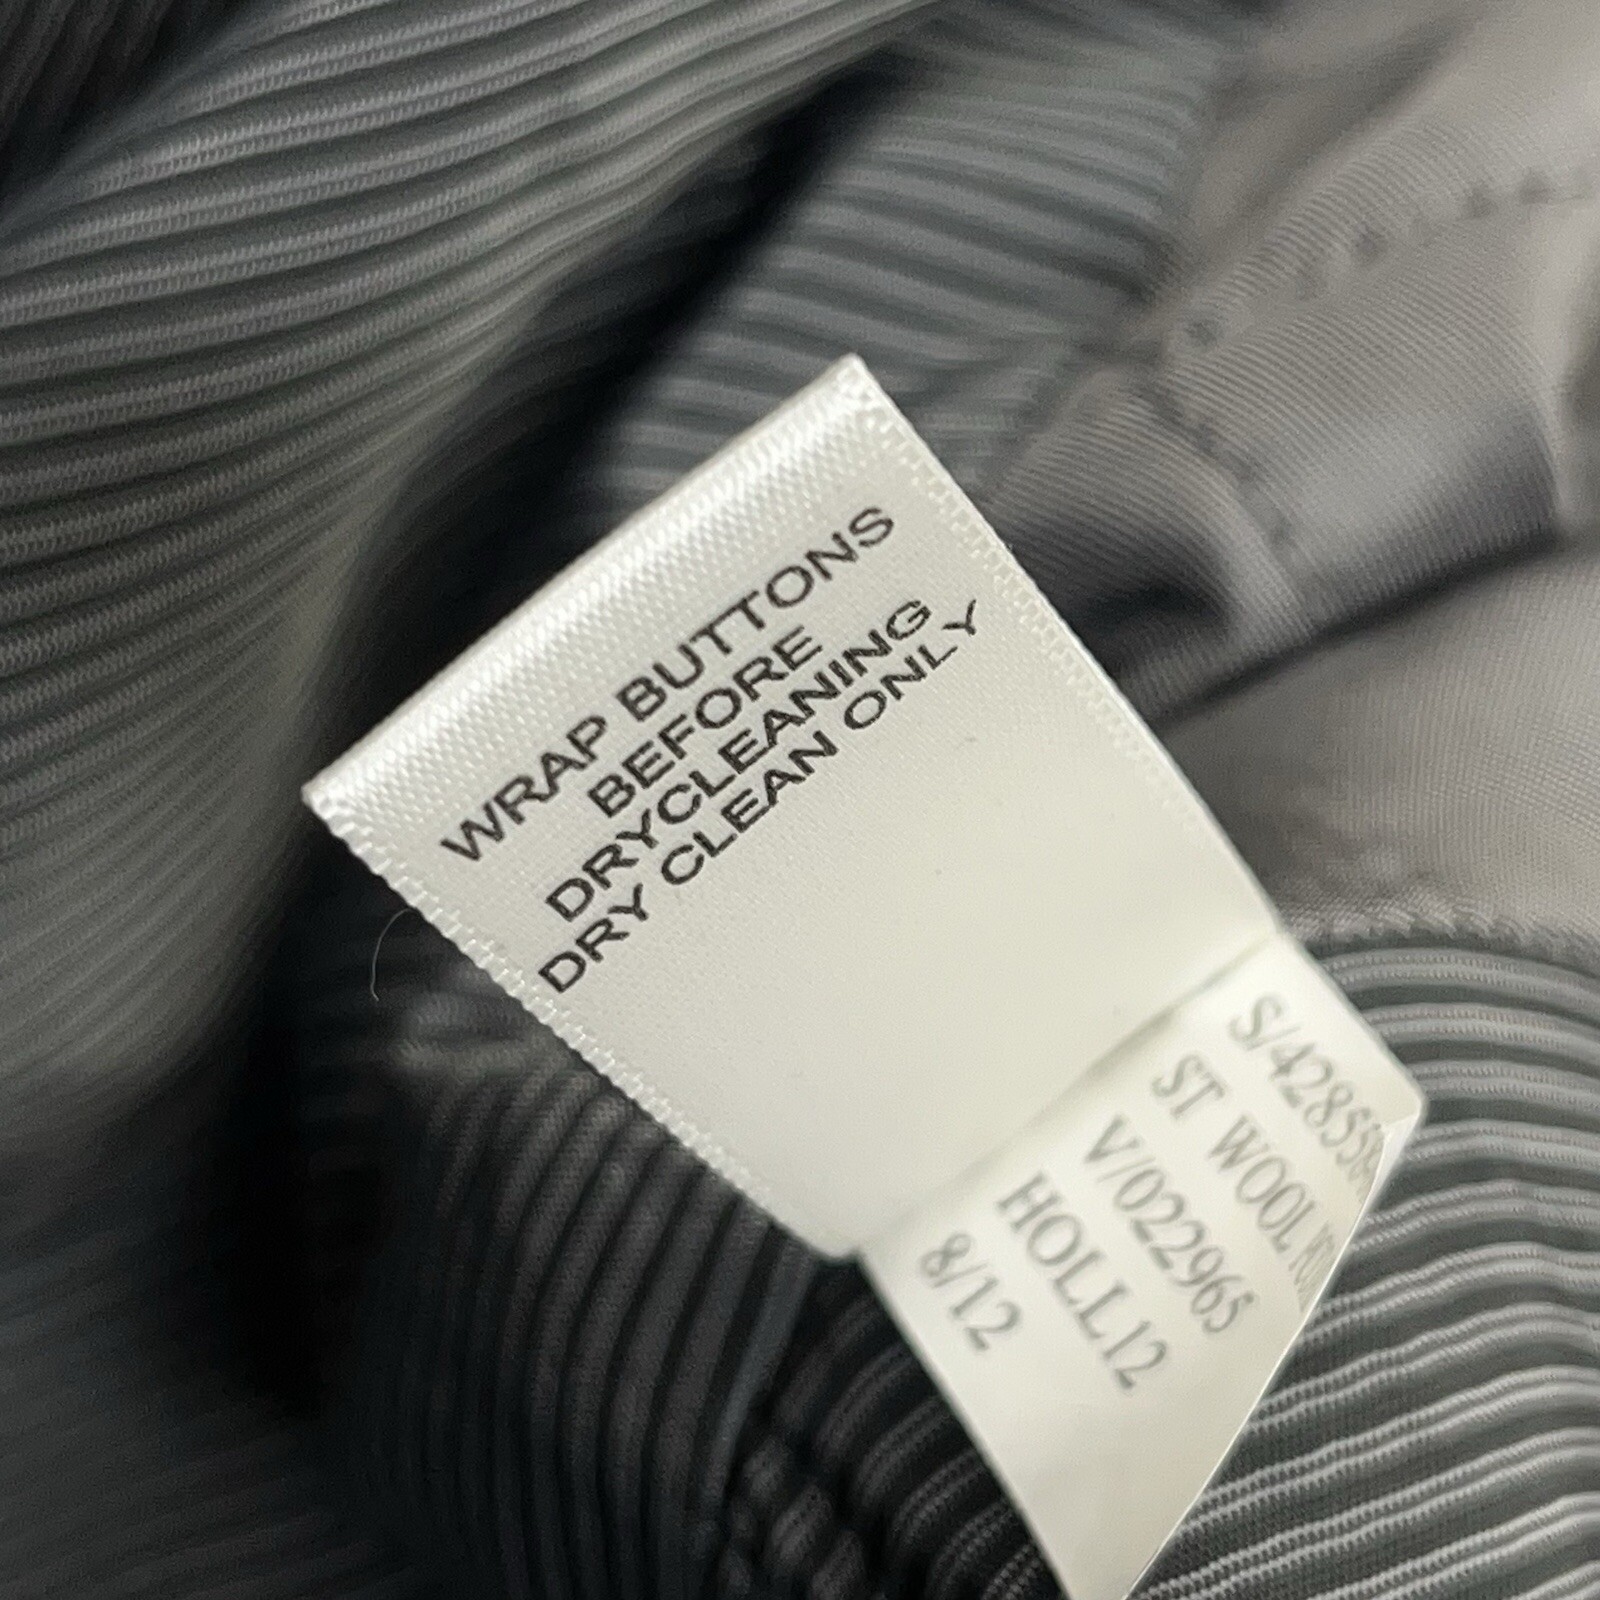 WRAP BUTTONS
BEFORE
DRYCLEANING
DRY CLEAN ONLY
ST WOOL
V/022965
HOLL12
8/12